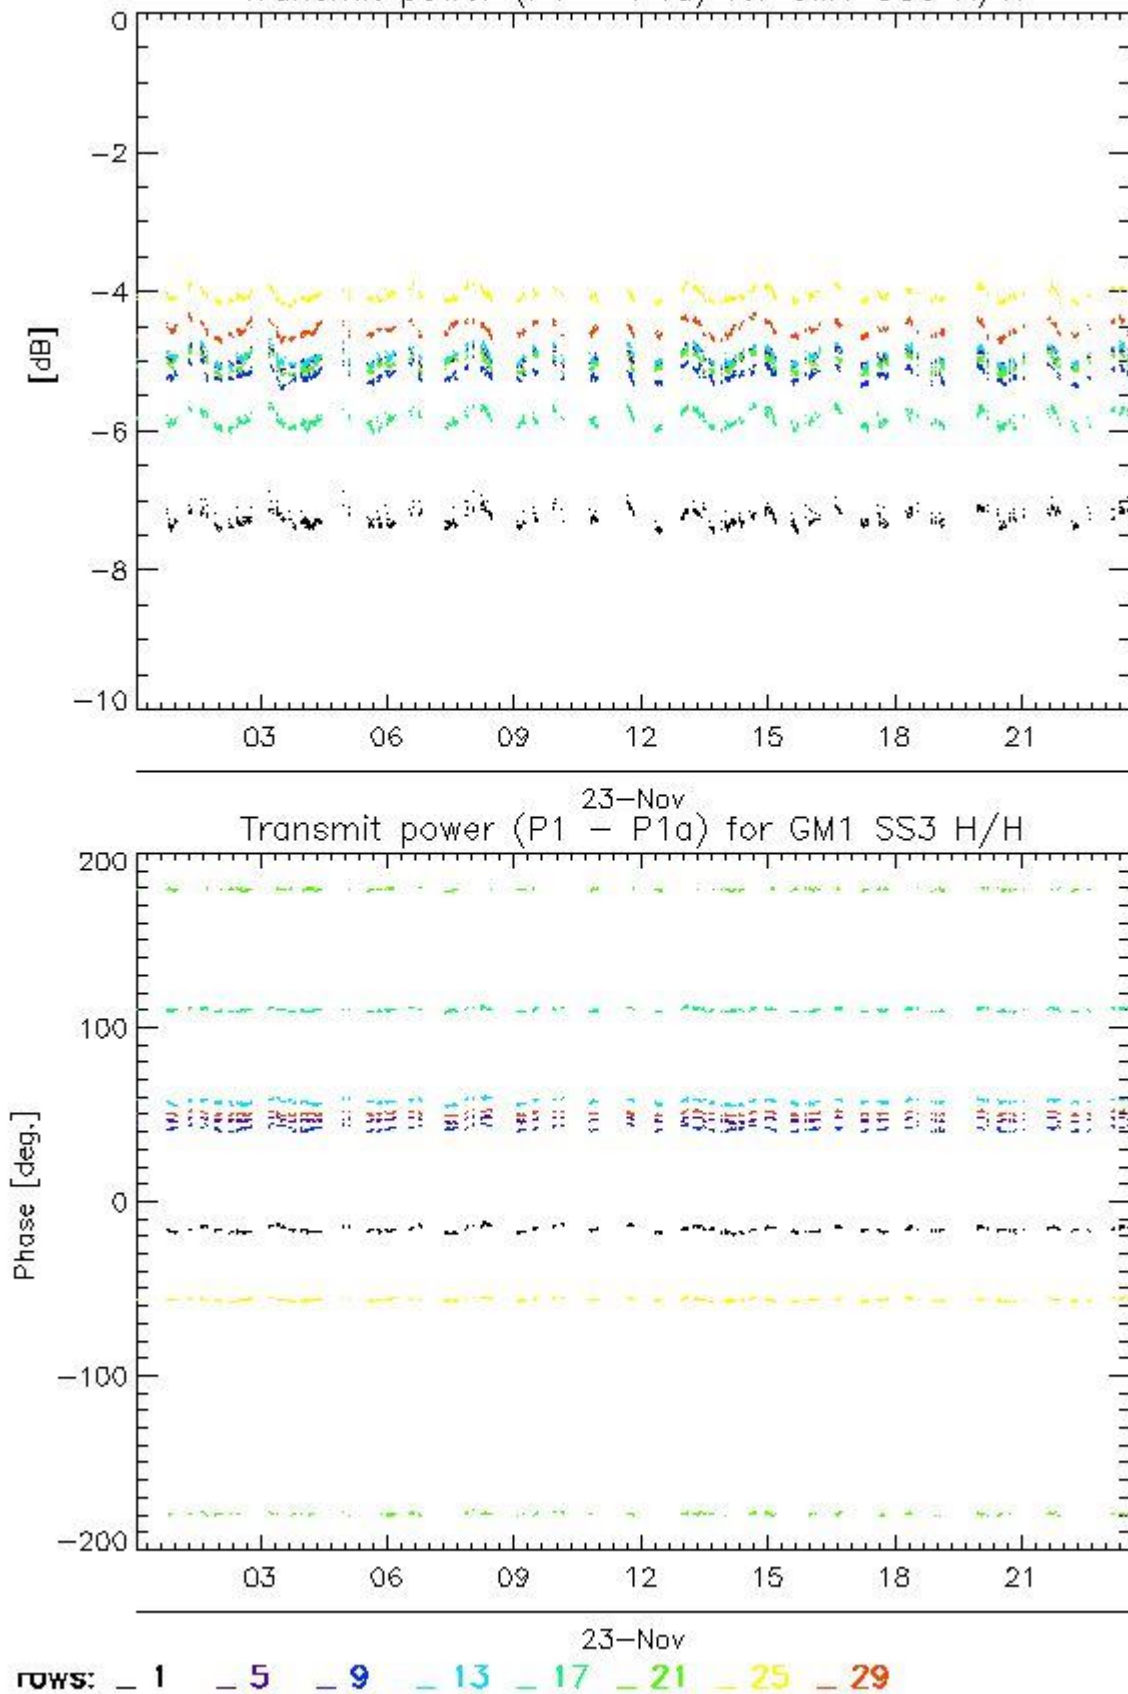 0
-2
-4
[dB]
-6
-8
-10
03 06 09 12 15 18 21
23-Nov
Transmit power (P1 - P1a) for GM1 SS3 H/H
200
100
Phase [deg.]
0
-100
-200
03 06 09 12 15 18 21
23-Nov
rows: _ 1 _ 5 _ 9 _ 13 _ 17 _ 21 _ 25 _ 29